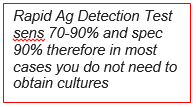 Rapid Ag Detection Test
sens 70-90% and spec
90% therefore in most
cases you do not need to
obtain cultures